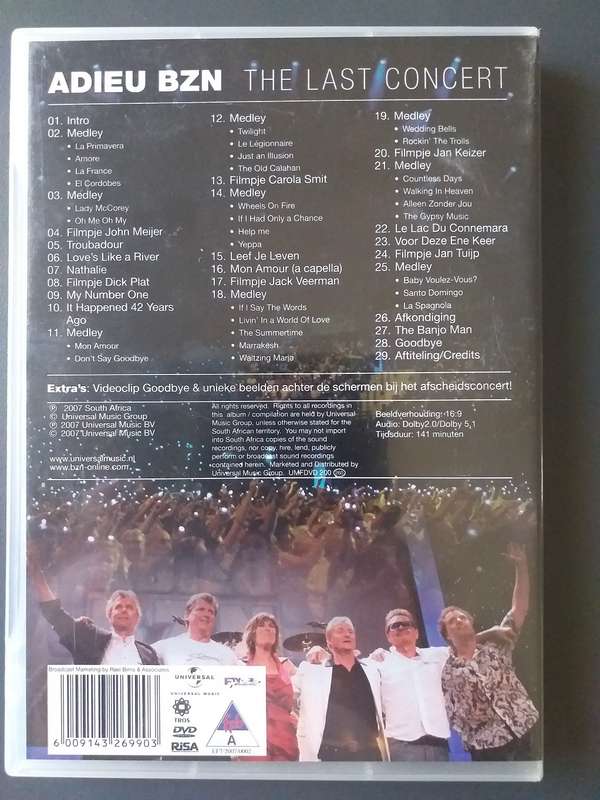 ADIEU BZN THE LAST CONCERT
01. Intro
02. Medley
• La Primavera
• Amore
• La France
• El Cordobes
03. Medley
• Lady McCorey
• Oh Me Oh My
04. Filmpje John Meijer
05. Troubadour
06. Love's Like a River
07. Nathalie
08. Filmpje Dick Plat
09. My Number One
10. It Happened 42 Years
Ago
11. Medley
• Mon Amour
• Don't Say Goodbye
12. Medley
• Twilight
• Le Légionnaire
• Just an Illusion
• The Old Calahan
13. Filmpje Carola Smit
14. Medley
• Wheels On Fire
• If I Had Only a Chance
• Help me
• Yeppa
15. Leef Je Leven
16. Mon Amour (a capella)
17. Filmpje Jack Veerman
18. Medley
• If I Say The Words
• Livin' In a World Of Love
• The Summertime
• Marrakesh
• Waltzing Maria
19. Medley
• Wedding Bells
• Rockin' The Trolls
20. Filmpje Jan Keizer
21. Medley
• Countless Days
• Walking In Heaven
• Alleen Zonder Jou
• The Gypsy Music
22. Le Lac Du Connemara
23. Voor Deze Ene Keer
24. Filmpje Jan Tuijp
25. Medley
• Baby Voulez-Vous?
• Santo Domingo
• La Spagnola
26. Afkondiging
27. The Banjo Man
28. Goodbye
29. Aftiteling/Credits
Extra's: Videoclip Goodbye & unieke beelden achter de schermen bij het afscheidsconcert!
℗ 2007 South Africa
© Universal Music Group
℗ 2007 Universal Music BV
© 2007 Universal Music BV
www.universalmusic.nl
www.bzn-online.com
All rights reserved. Rights to all recordings in
this album / compilation are held by Universal
Music Group, unless otherwise stated for the
South African territory. You may not import
into South Africa copies of the sound
recordings, nor copy, hire, lend, publicly
perform or broadcast sound recordings
contained herein. Marketed and Distributed by
Universal Music Group. UMFDVD 200
Beeldverhouding: 16:9
Audio: Dolby2.0/Dolby 5.1
Tijdsduur: 141 minuten
Broadcast Marketing by Rael Birns & Associates
6 009143 269903
UNIVERSAL
UNIVERSAL MUSIC
TROS
DVD
RiSA
A